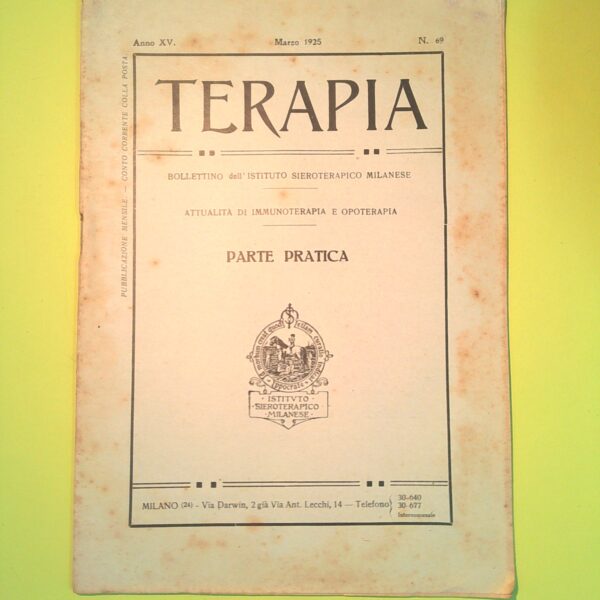 Anno XV. Marzo 1925 N. 69
PUBBLICAZIONE MENSILE — CONTO CORRENTE COLLA POSTA
TERAPIA
BOLLETTINO dell'ISTITUTO SIEROTERAPICO MILANESE
ATTUALITÀ DI IMMUNOTERAPIA E OPOTERAPIA
PARTE PRATICA
Ippocrate
ISTITVTO
SIEROTERAPICO
MILANESE
MILANO (24) - Via Darwin, 2 già Via Ant. Lecchi, 14 — Telefono
30-640
30-677
Internazionale